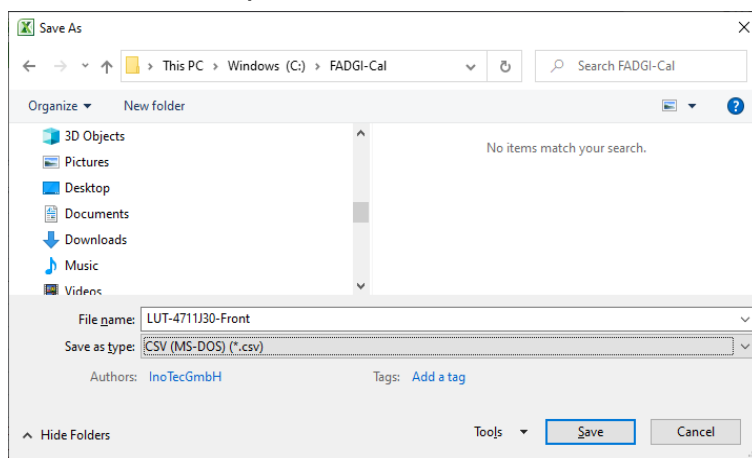 Save As
This PC > Windows (C:) > FADGI-Cal
Search FADGI-Cal
Organize New folder
3D Objects
No items match your search.
Pictures
Desktop
Documents
Downloads
Music
Videos
File name: LUT-4711J30-Front
Save as type: CSV (MS-DOS) (*.csv)
Authors: InoTecGmbH Tags: Add a tag
Hide Folders Tools Save Cancel